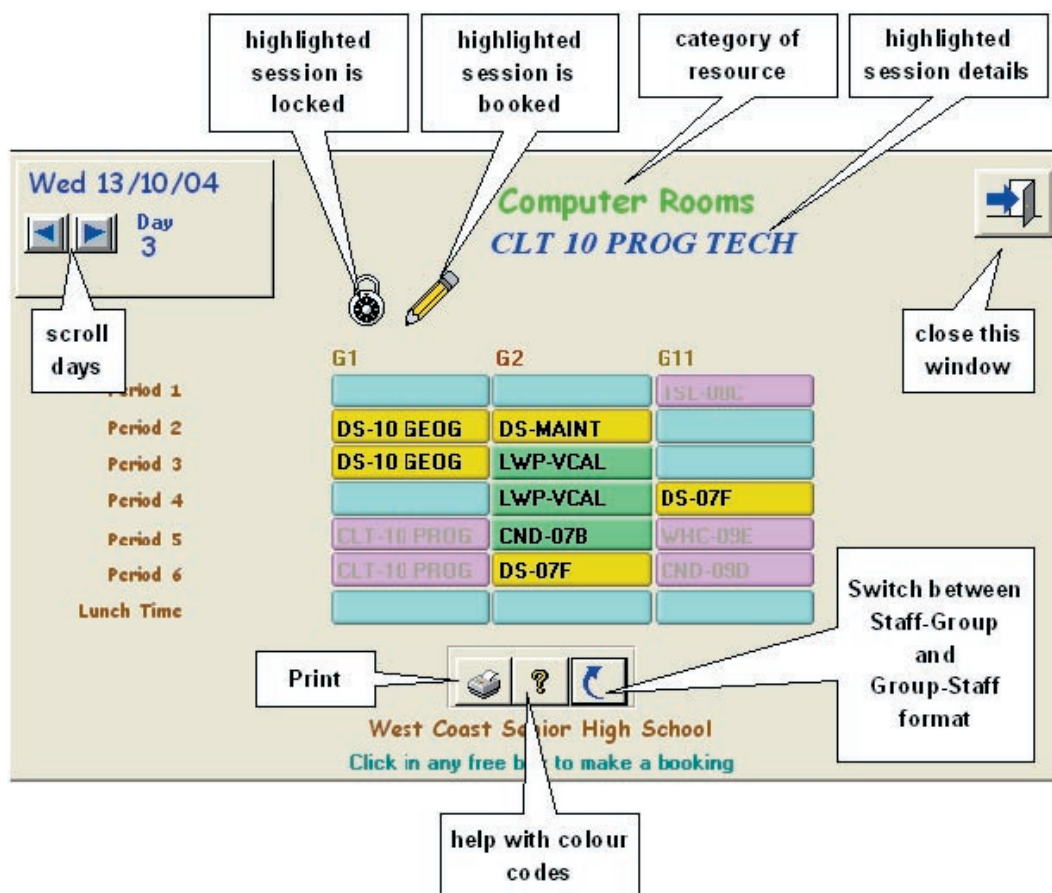 highlighted
session is
locked
highlighted
session is
booked
category of
resource
highlighted
session details
Wed 13/10/04
Day
3
Computer Rooms
CLT 10 PROG TECH
scroll
days
close this
window
G1 G2 G11
Period 1
Period 2 DS-10 GEOG DS-MAINT
Period 3 DS-10 GEOG LWP-VCAL
Period 4 LWP-VCAL DS-07F
Period 5 CLT-10 PROG CND-07B WHC-09E
Period 6 CLT-10 PROG DS-07F CND-09D
Lunch Time
Switch between
Staff-Group
and
Group-Staff
format
Print
?
West Coast Senior High School
Click in any free box to make a booking
help with colour
codes